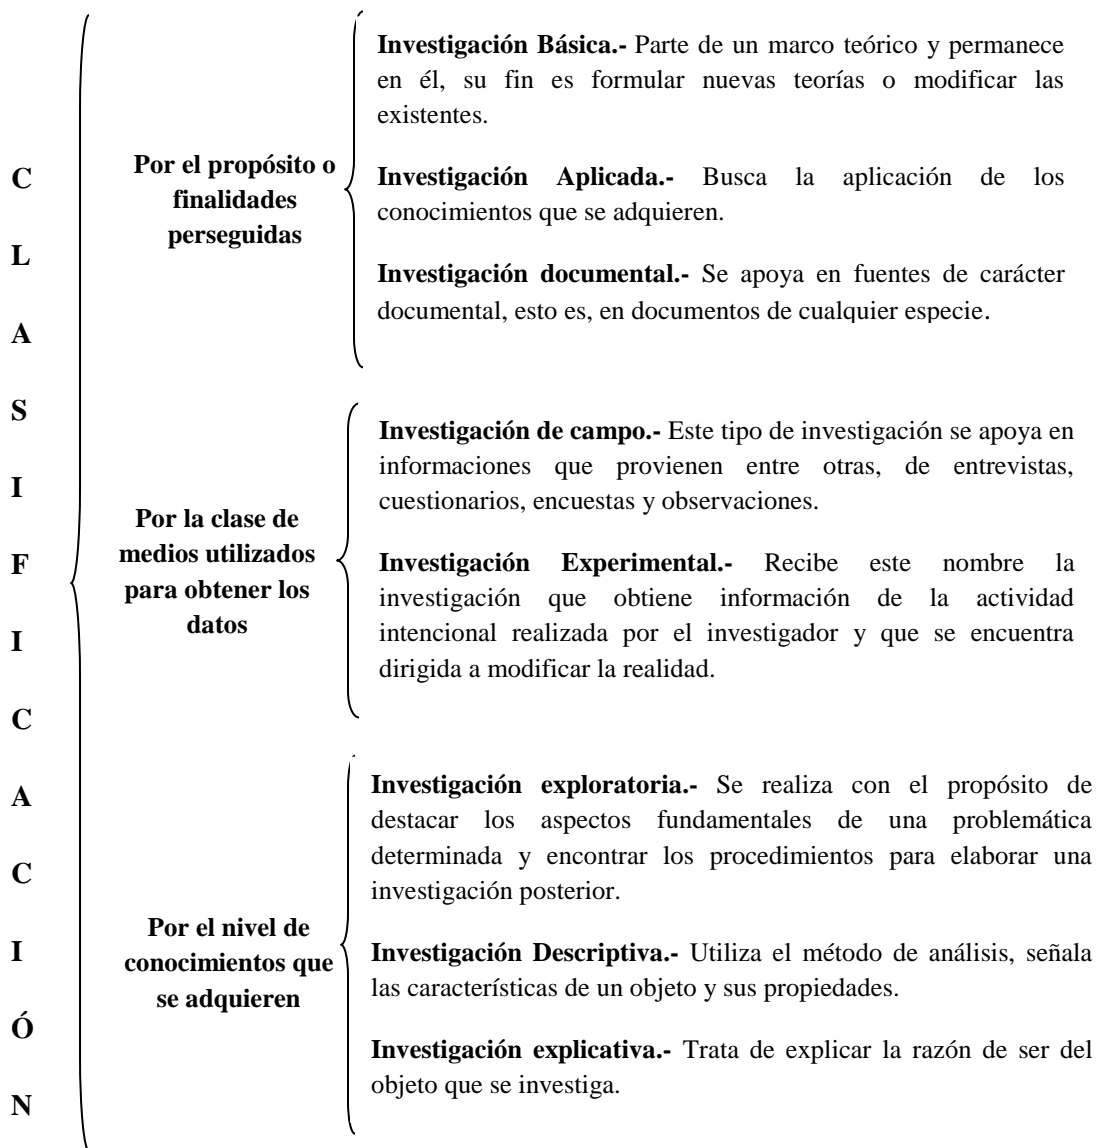 CLASIFICACIÓN
Por el propósito o
finalidades
perseguidas
Investigación Básica.- Parte de un marco teórico y permanece
en él, su fin es formular nuevas teorías o modificar las
existentes.
Investigación Aplicada.- Busca la aplicación de los
conocimientos que se adquieren.
Investigación documental.- Se apoya en fuentes de carácter
documental, esto es, en documentos de cualquier especie.
Por la clase de
medios utilizados
para obtener los
datos
Investigación de campo.- Este tipo de investigación se apoya en
informaciones que provienen entre otras, de entrevistas,
cuestionarios, encuestas y observaciones.
Investigación Experimental.- Recibe este nombre la
investigación que obtiene información de la actividad
intencional realizada por el investigador y que se encuentra
dirigida a modificar la realidad.
Por el nivel de
conocimientos que
se adquieren
Investigación exploratoria.- Se realiza con el propósito de
destacar los aspectos fundamentales de una problemática
determinada y encontrar los procedimientos para elaborar una
investigación posterior.
Investigación Descriptiva.- Utiliza el método de análisis, señala
las características de un objeto y sus propiedades.
Investigación explicativa.- Trata de explicar la razón de ser del
objeto que se investiga.